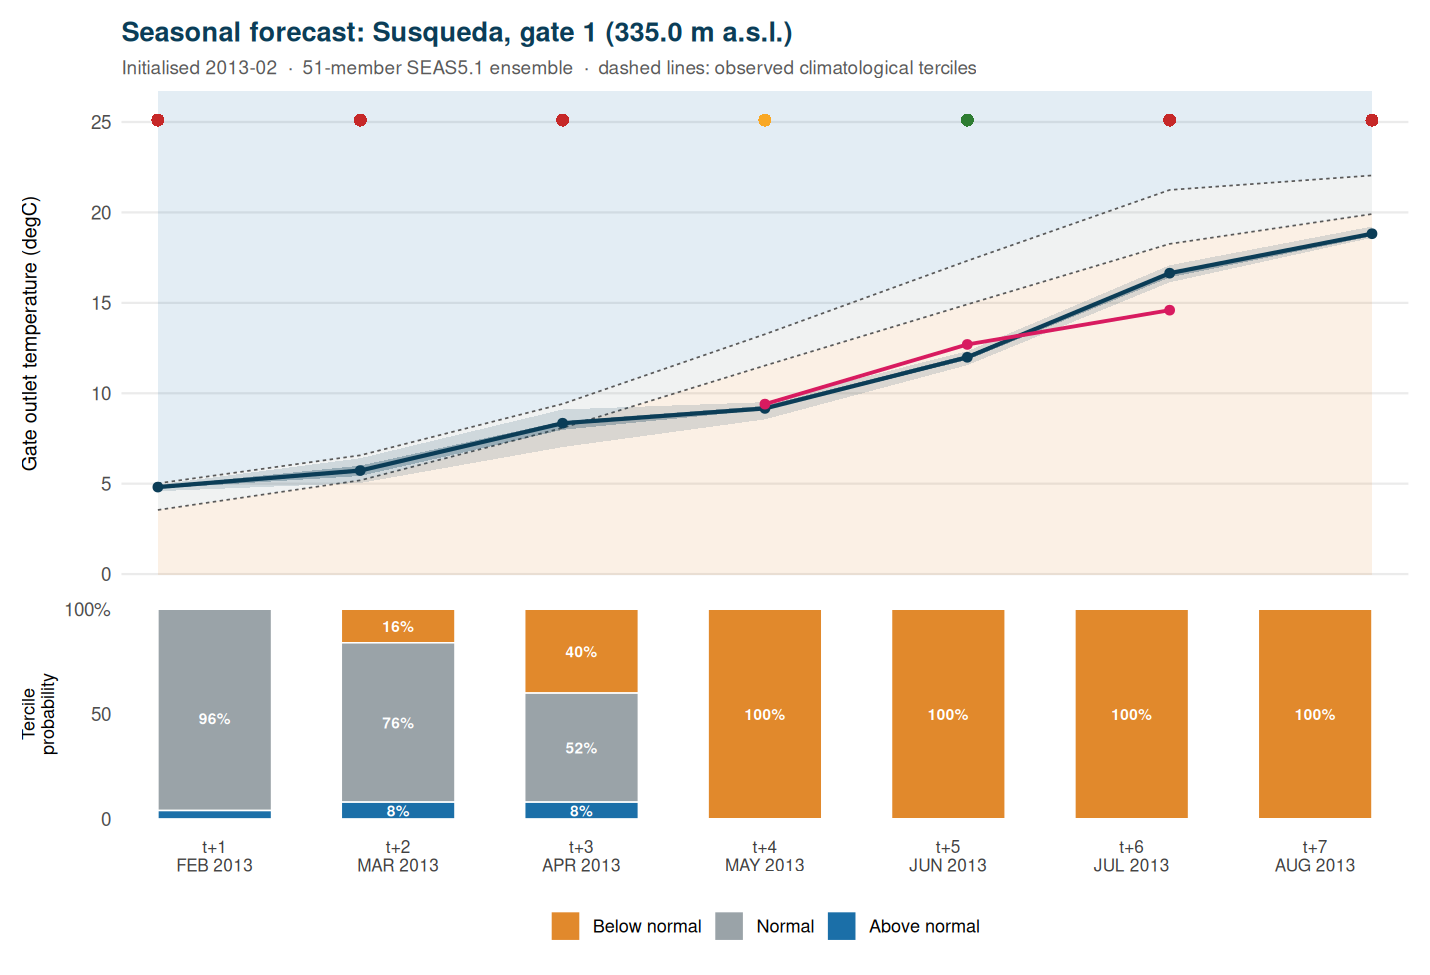 Seasonal forecast: Susqueda, gate 1 (335.0 m a.s.l.)
Initialised 2013-02 · 51-member SEAS5.1 ensemble · dashed lines: observed climatological terciles
Gate outlet temperature (degC)
25
20
15
10
5
0
Tercile
probability
100%
50
0
96%
16%
76%
8%
40%
52%
8%
100%
100%
100%
100%
t+1
FEB 2013
t+2
MAR 2013
t+3
APR 2013
t+4
MAY 2013
t+5
JUN 2013
t+6
JUL 2013
t+7
AUG 2013
Below normal
Normal
Above normal